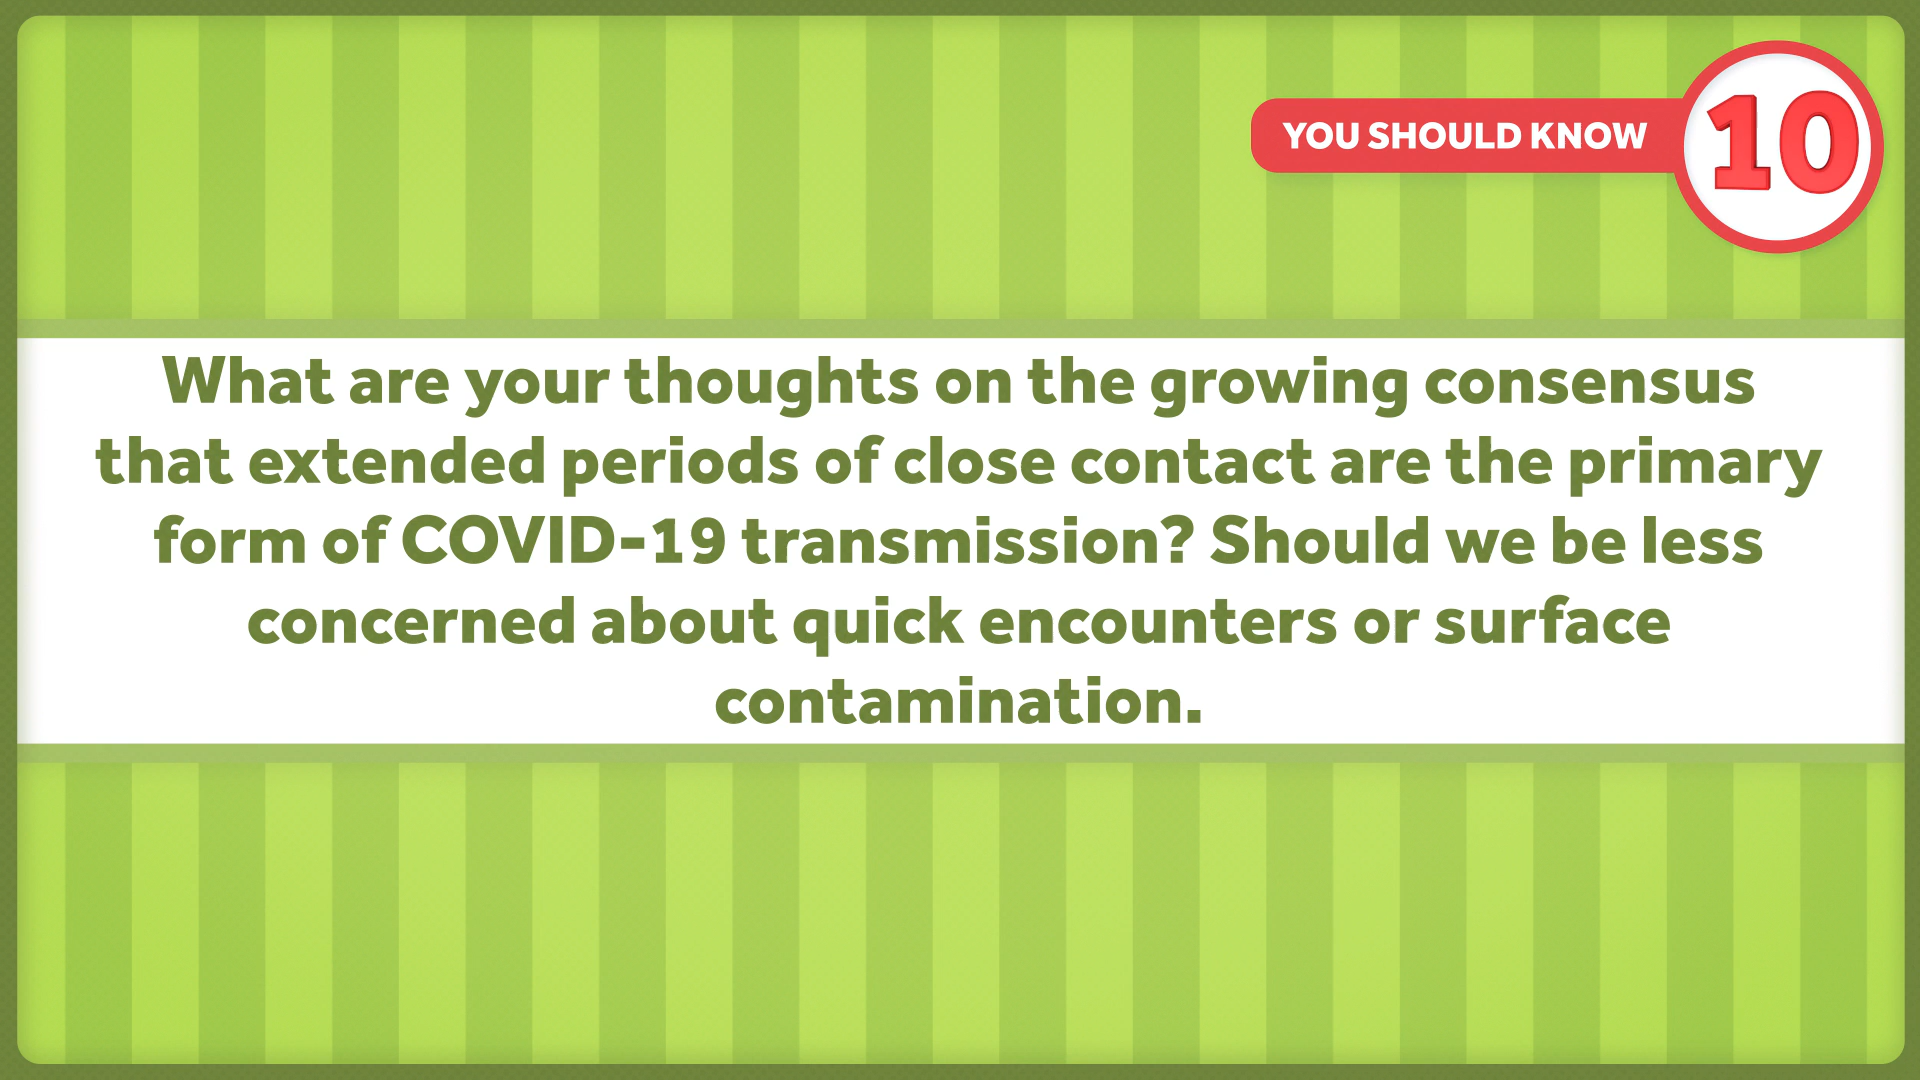 YOU SHOULD KNOW
10
What are your thoughts on the growing consensus
that extended periods of close contact are the primary
form of COVID-19 transmission? Should we be less
concerned about quick encounters or surface
contamination.